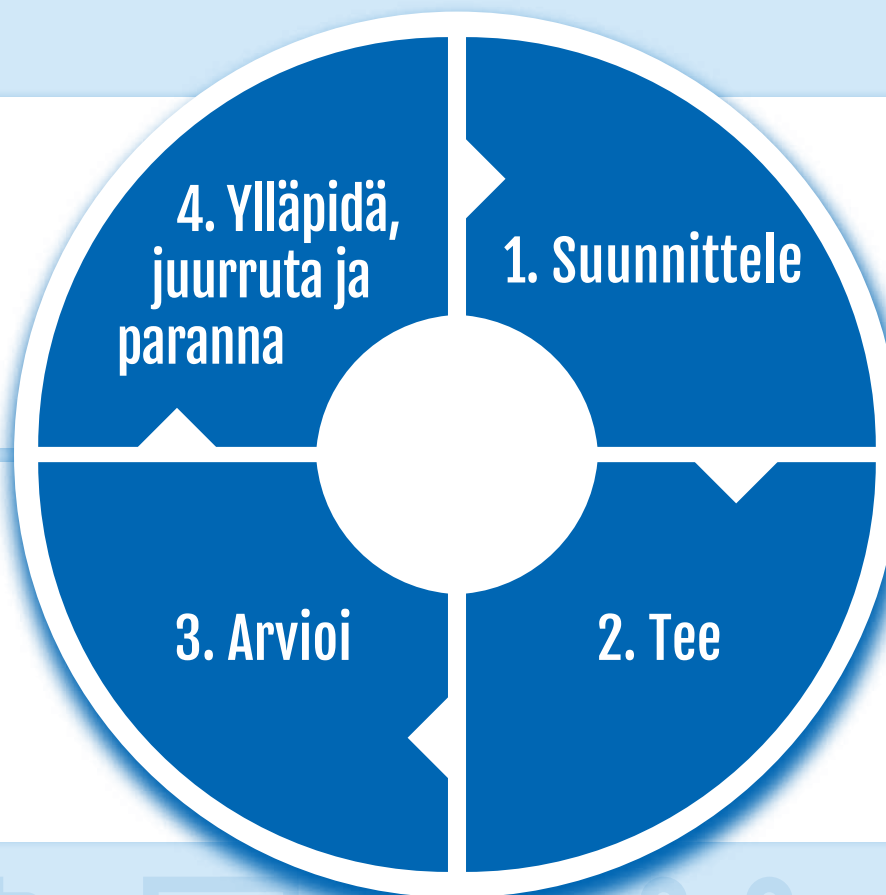 1. Suunnittele
2. Tee
3. Arvioi
4. Ylläpidä,
juurruta ja
paranna